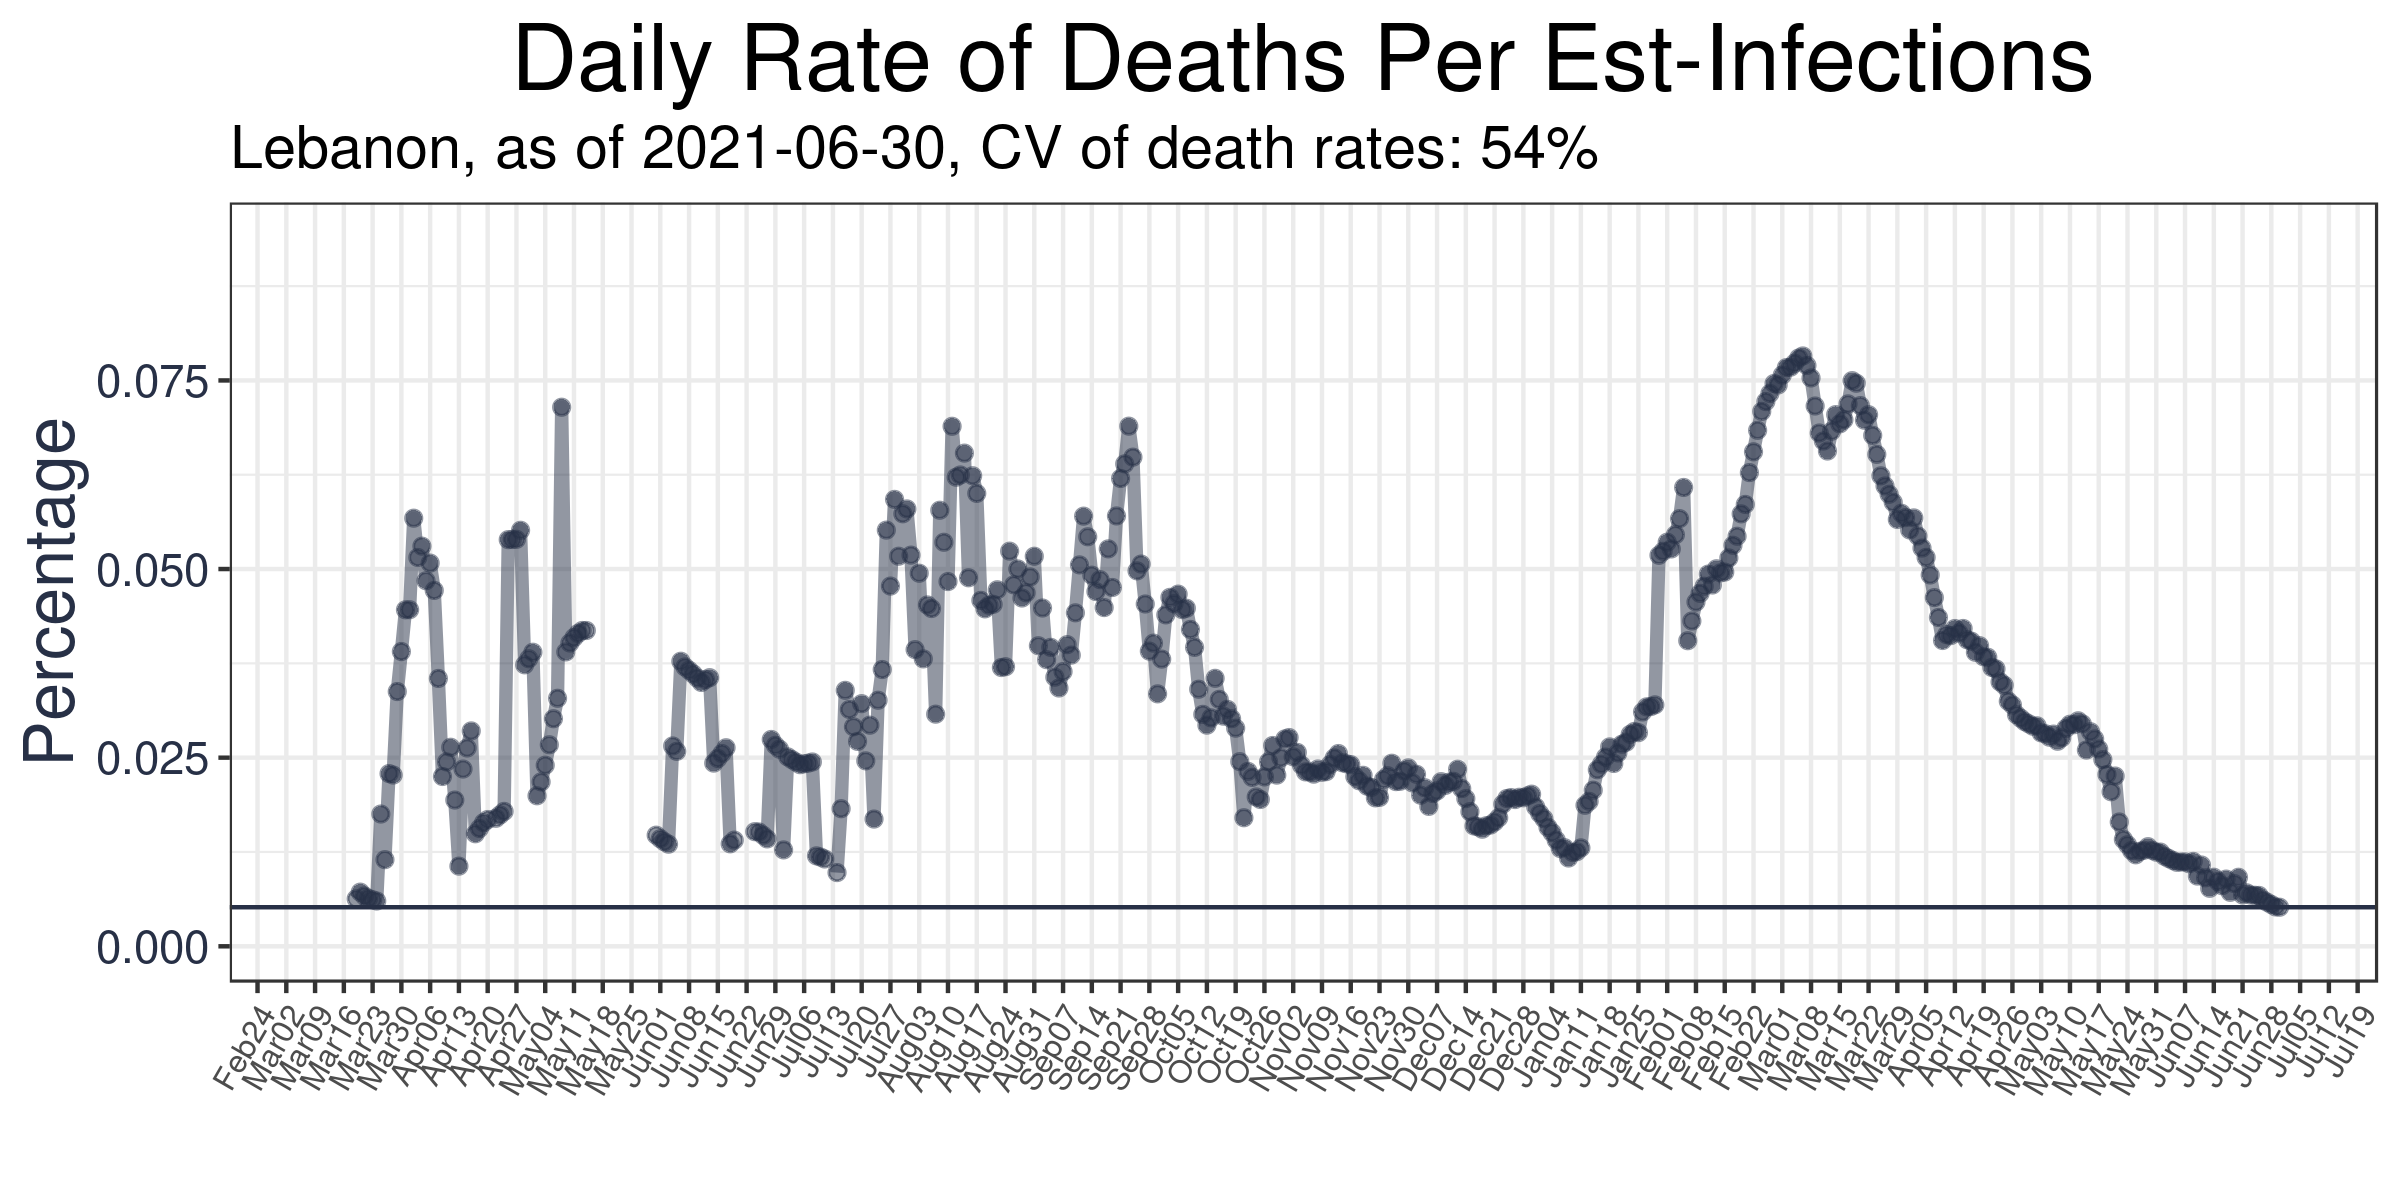 Daily Rate of Deaths Per Est-Infections
Lebanon, as of 2021-06-30, CV of death rates: 54%
Percentage
0.075
0.050
0.025
0.000
Feb24
Mar02
Mar09
Mar16
Mar23
Mar30
Apr06
Apr13
Apr20
Apr27
May04
May11
May18
May25
Jun01
Jun08
Jun15
Jun22
Jun29
Jul06
Jul13
Jul20
Jul27
Aug03
Aug10
Aug17
Aug24
Aug31
Sep07
Sep14
Sep21
Sep28
Oct05
Oct12
Oct19
Oct26
Nov02
Nov09
Nov16
Nov23
Nov30
Dec07
Dec14
Dec21
Dec28
Jan04
Jan11
Jan18
Jan25
Feb01
Feb08
Feb15
Feb22
Mar01
Mar08
Mar15
Mar22
Mar29
Apr05
Apr12
Apr19
Apr26
May03
May10
May17
May24
May31
Jun07
Jun14
Jun21
Jun28
Jul05
Jul12
Jul19